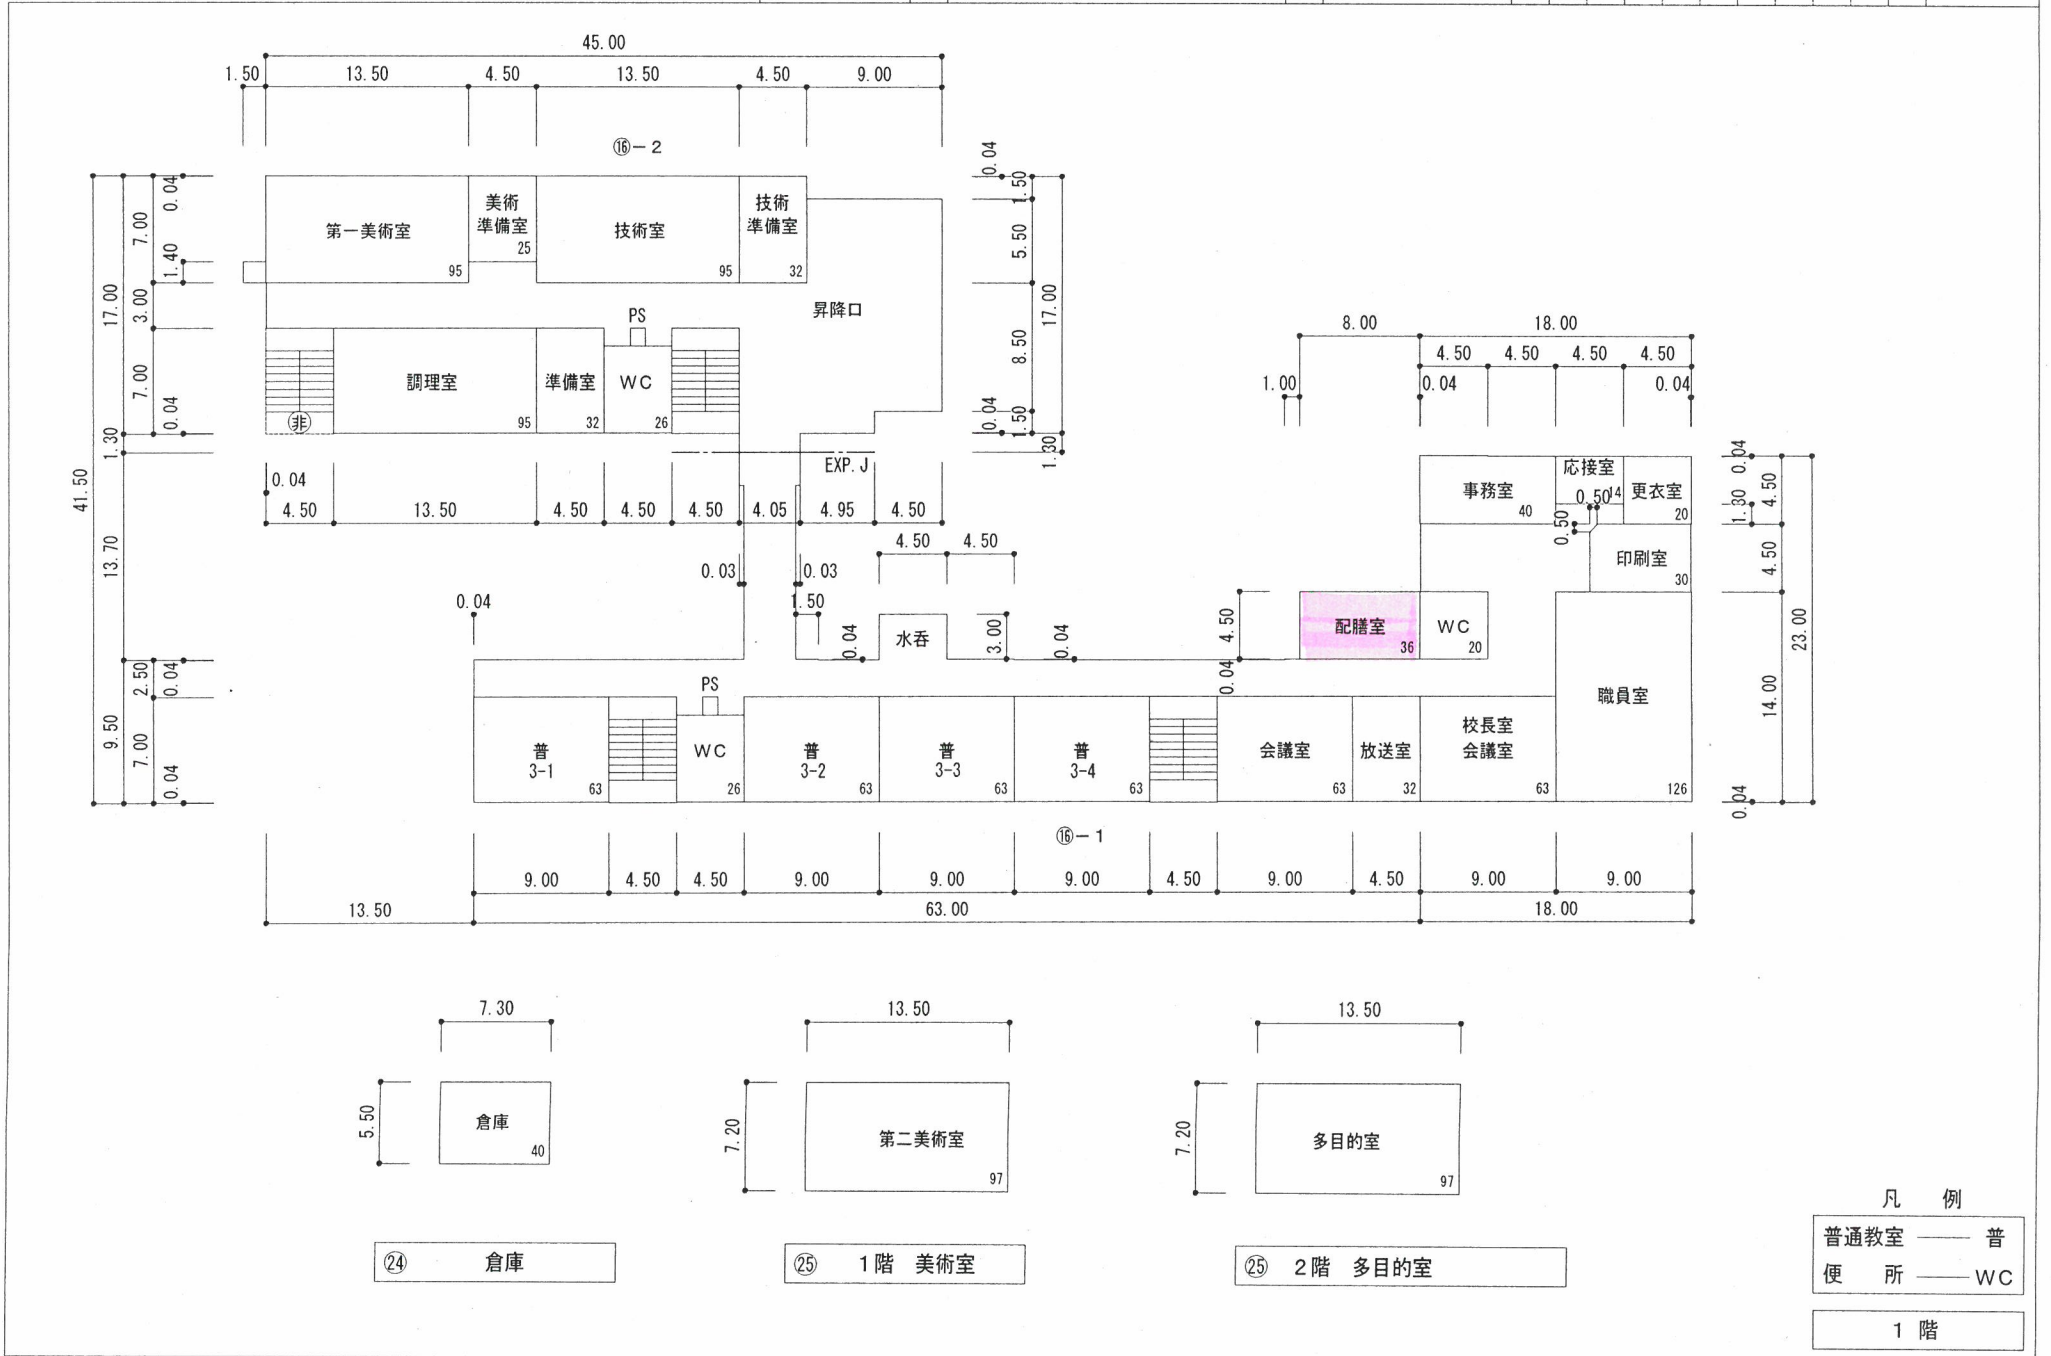 45.00
1.50 13.50 4.50 13.50 4.50 9.00
⑯－2
0.04 7.00 1.40 3.00 17.00 7.00 0.04 1.30 41.50 13.70
0.04 1.50 5.50 17.00 8.50 0.04 1.50 1.30
第一美術室 95
美術
準備室
25
技術室 95
技術
準備室
32
昇降口
PS
調理室 95
準備室 32
WC 26
非
EXP.J
0.04
4.50 13.50 4.50 4.50 4.50 4.05 4.95 4.50
8.00 18.00
4.50 4.50 4.50 4.50
1.00 0.04 0.04
事務室 40
応接室
0.50 14
更衣室 20
0.50
印刷室 30
0.04 4.50 1.30 4.50 23.00 14.00 0.04
4.50 4.50
0.03 0.03
1.50
0.04
0.04 3.00 0.04
水呑
4.50 0.04
配膳室 36
WC 20
2.50 0.04 9.50 7.00 0.04
PS
普
3-1
63
WC 26
普
3-2
63
普
3-3
63
普
3-4
63
会議室 63
放送室 32
校長室
会議室
63
職員室 126
⑯－1
9.00 4.50 4.50 9.00 9.00 9.00 4.50 9.00 4.50 9.00 9.00
13.50 63.00 18.00
7.30
5.50
倉庫
40
㉔ 倉庫
13.50
7.20
第二美術室
97
㉕ 1階 美術室
13.50
7.20
多目的室
97
㉕ 2階 多目的室
凡 例
普通教室 —— 普
便 所 —— WC
1 階